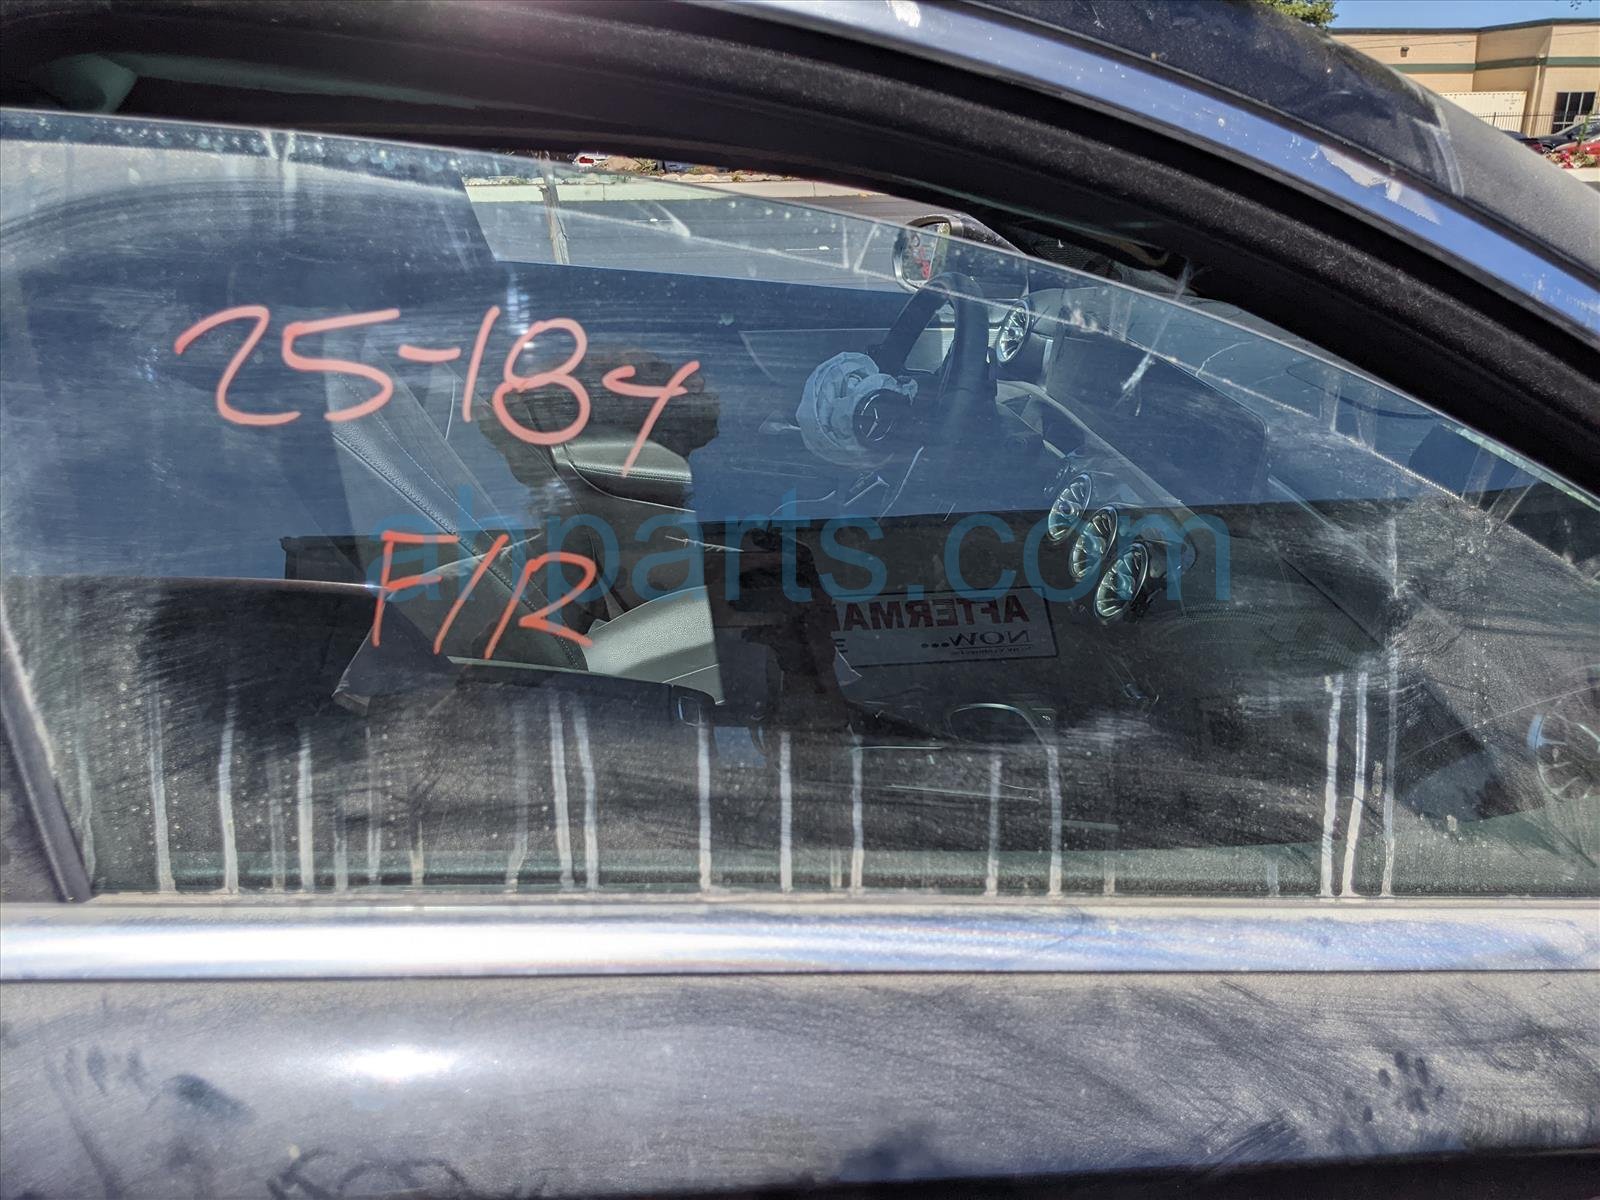 25-184
F/R
ahparts.com
AFTERMA
NOW...